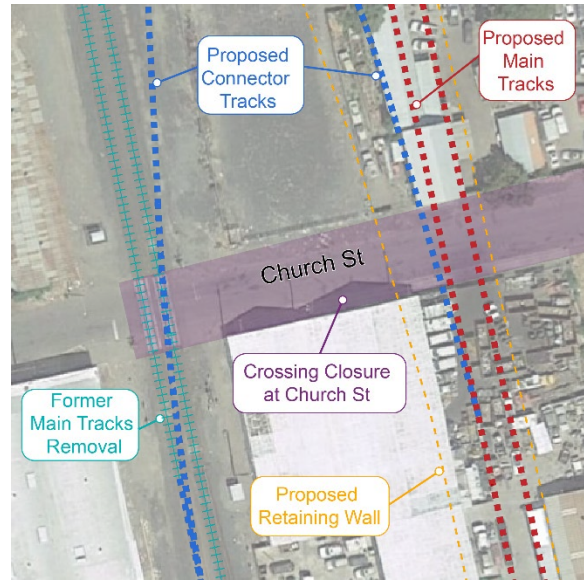 Proposed
Connector
Tracks
Proposed
Main
Tracks
Church St
Crossing Closure
at Church St
Former
Main Tracks
Removal
Proposed
Retaining Wall